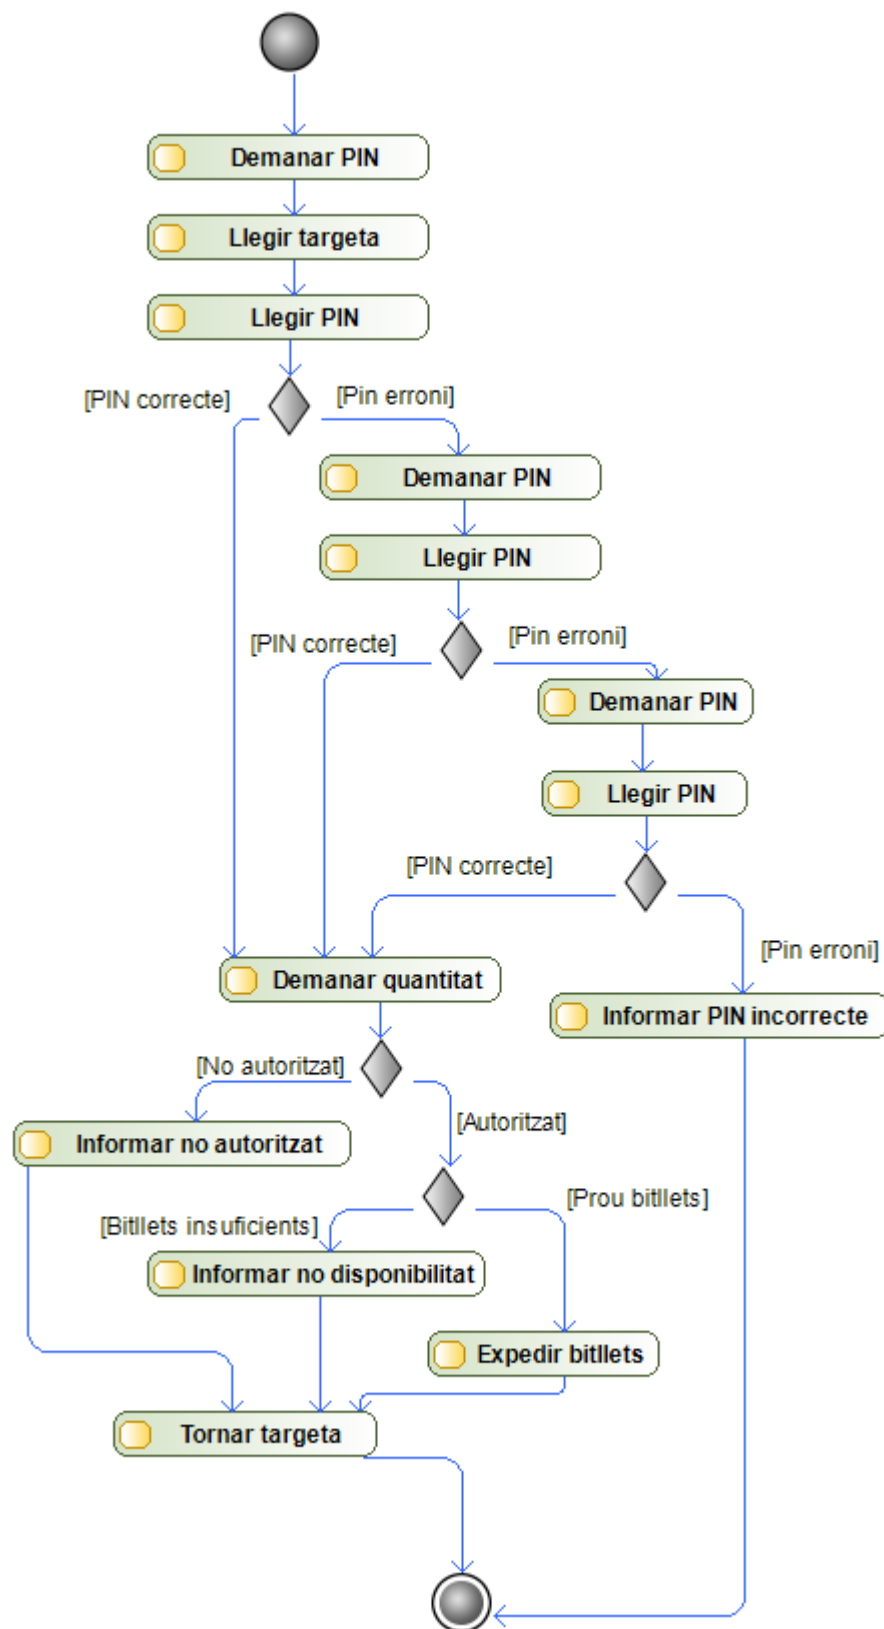 Demanar PIN
Llegir targeta
Llegir PIN
[PIN correcte]
[Pin erroni]
Demanar PIN
Llegir PIN
[PIN correcte]
[Pin erroni]
Demanar PIN
Llegir PIN
[PIN correcte]
[Pin erroni]
Demanar quantitat
Informar PIN incorrecte
[No autoritzat]
[Autoritzat]
Informar no autoritzat
[Prou bitllets]
[Bitllets insuficients]
Informar no disponibilitat
Expedir bitllets
Tornar targeta